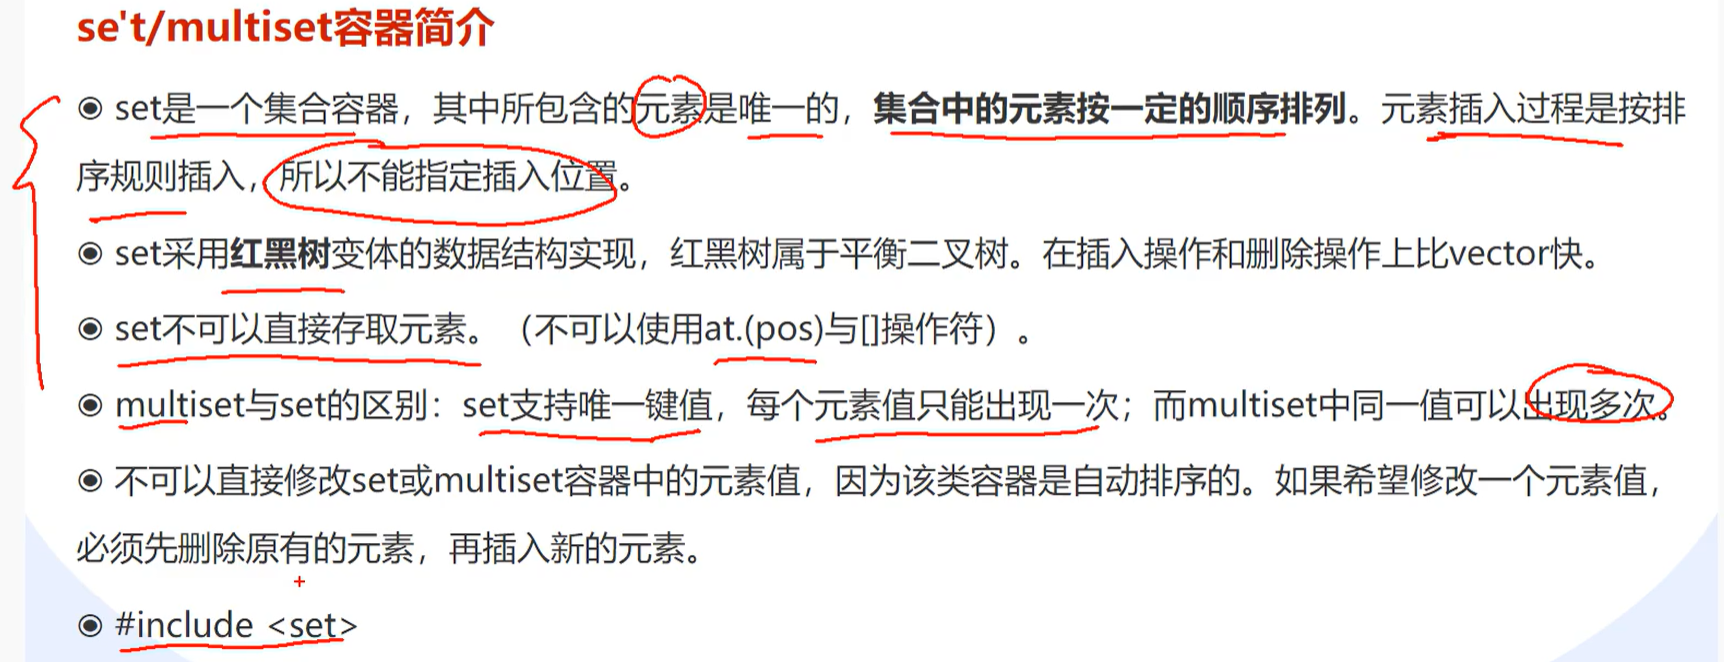 se't/multiset容器简介
◉ set是一个集合容器，其中所包含的元素是唯一的，集合中的元素按一定的顺序排列。元素插入过程是按排
序规则插入，所以不能指定插入位置。
◉ set采用红黑树变体的数据结构实现，红黑树属于平衡二叉树。在插入操作和删除操作上比vector快。
◉ set不可以直接存取元素。（不可以使用at.(pos)与[]操作符）。
◉ multiset与set的区别：set支持唯一键值，每个元素值只能出现一次；而multiset中同一值可以出现多次。
◉ 不可以直接修改set或multiset容器中的元素值，因为该类容器是自动排序的。如果希望修改一个元素值，
必须先删除原有的元素，再插入新的元素。
◉ #include <set>